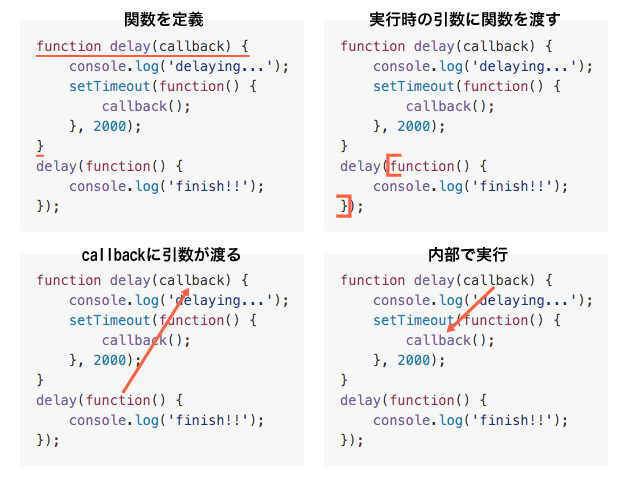 関数を定義
function delay(callback) {
    console.log('delaying...');
    setTimeout(function() {
        callback();
    }, 2000);
}
delay(function() {
    console.log('finish!!');
});
実行時の引数に関数を渡す
function delay(callback) {
    console.log('delaying...');
    setTimeout(function() {
        callback();
    }, 2000);
}
delay(function() {
    console.log('finish!!');
});
callbackに引数が渡る
function delay(callback) {
    console.log('delaying...');
    setTimeout(function() {
        callback();
    }, 2000);
}
delay(function() {
    console.log('finish!!');
});
内部で実行
function delay(callback) {
    console.log('delaying...');
    setTimeout(function() {
        callback();
    }, 2000);
}
delay(function() {
    console.log('finish!!');
});